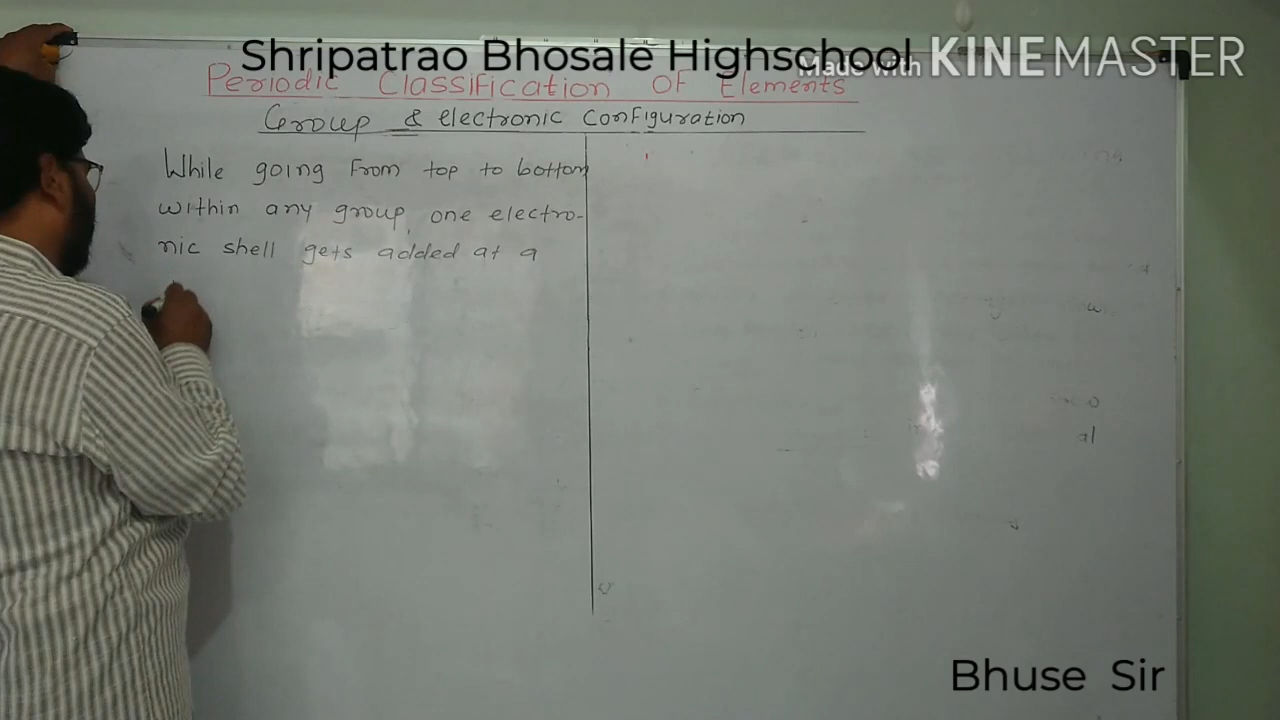 Shripatrao Bhosale Highschool
Made with KINEMASTER
Periodic Classification Of Elements
Group & electronic Configuration
While going From top to bottom
within any group, one electro-
nic shell gets added at a
Bhuse Sir